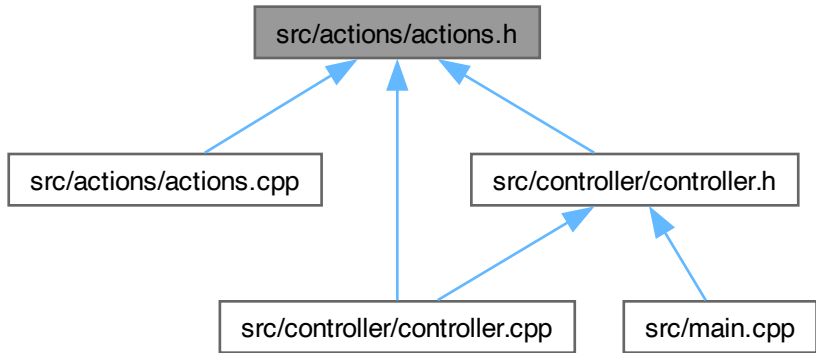 src/actions/actions.h
src/actions/actions.cpp
src/controller/controller.h
src/controller/controller.cpp
src/main.cpp